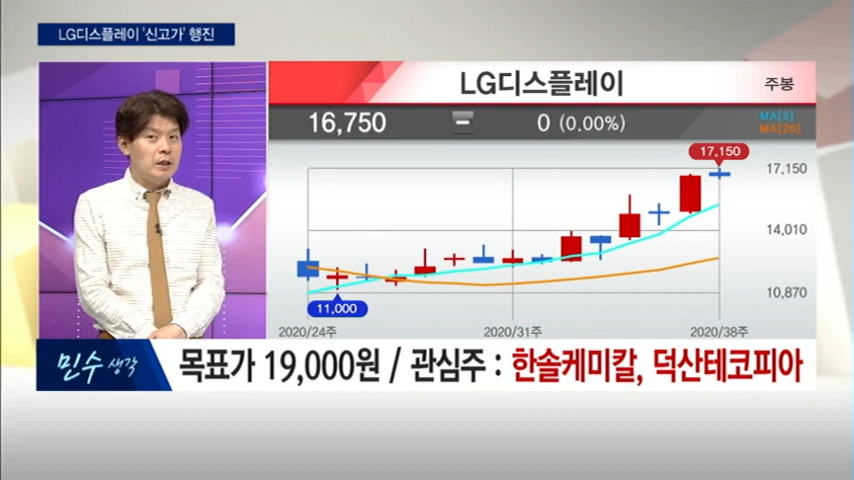 LG디스플레이 '신고가' 행진
LG디스플레이
주봉
16,750 0 (0.00%)
MA[5]
MA[20]
17,150
17,150
14,010
10,870
11,000
2020/24주 2020/31주 2020/38주
민수생각 목표가 19,000원 / 관심주 : 한솔케미칼, 덕산테코피아